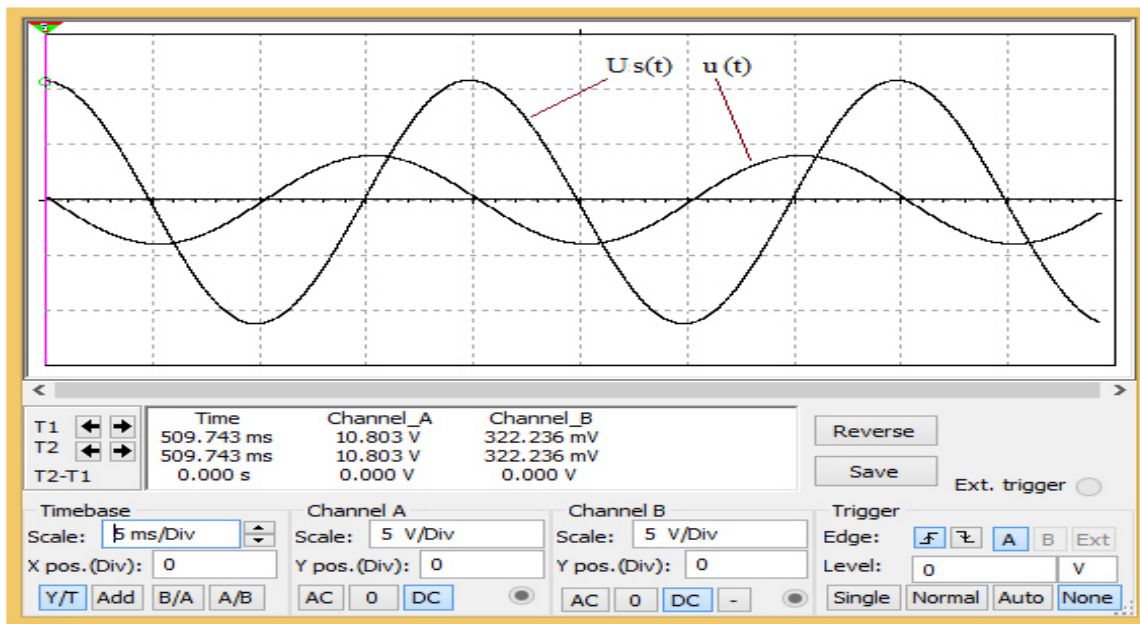 U s(t) u (t)
Time Channel_A Channel_B
T1 509.743 ms 10.803 V 322.236 mV
T2 509.743 ms 10.803 V 322.236 mV
T2-T1 0.000 s 0.000 V 0.000 V
Reverse
Save
Ext. trigger
Timebase
Scale: 5 ms/Div
X pos.(Div): 0
Y/T Add B/A A/B
Channel A
Scale: 5 V/Div
Y pos.(Div): 0
AC 0 DC
Channel B
Scale: 5 V/Div
Y pos.(Div): 0
AC 0 DC -
Trigger
Edge: A B Ext
Level: 0 V
Single Normal Auto None